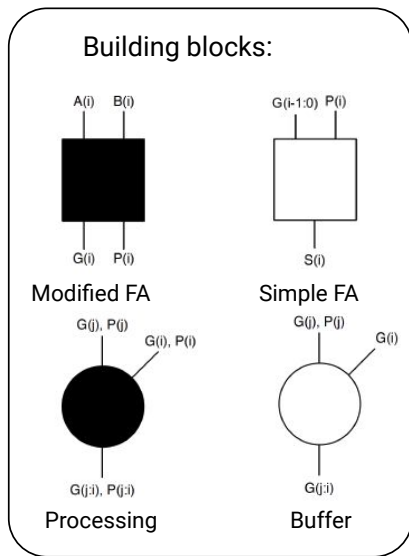 Building blocks:
A(i) B(i)
G(i-1:0) P(i)
G(i) P(i)
S(i)
Modified FA
Simple FA
G(j), P(j)
G(i), P(i)
G(j), P(j)
G(i)
G(j:i), P(j:i)
G(j:i)
Processing
Buffer